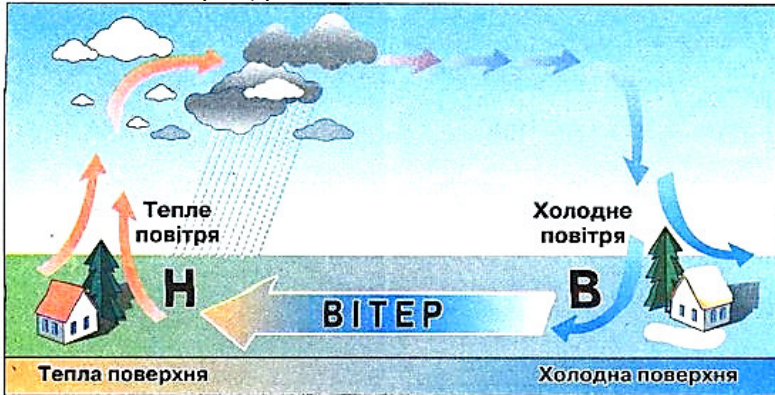 Тепле
повітря
Холодне
повітря
Н
ВІТЕР
В
Тепла поверхня
Холодна поверхня